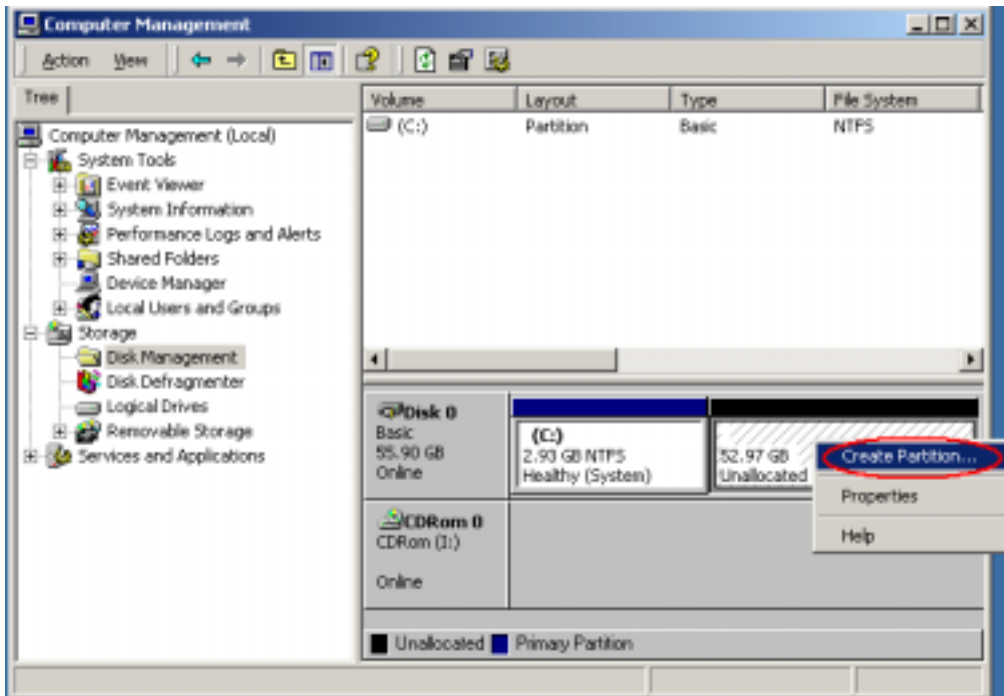 Computer Management
Action View
Tree
Volume Layout Type File System
(C:) Partition Basic NTFS
Computer Management (Local)
System Tools
Event Viewer
System Information
Performance Logs and Alerts
Shared Folders
Device Manager
Local Users and Groups
Storage
Disk Management
Disk Defragmenter
Logical Drives
Removable Storage
Services and Applications
Disk 0
Basic
55.90 GB
Online
(C:)
2.93 GB NTFS
Healthy (System)
52.97 GB
Unallocated
Create Partition...
Properties
Help
CDRom 0
CDRom (I:)
Online
Unallocated Primary Partition